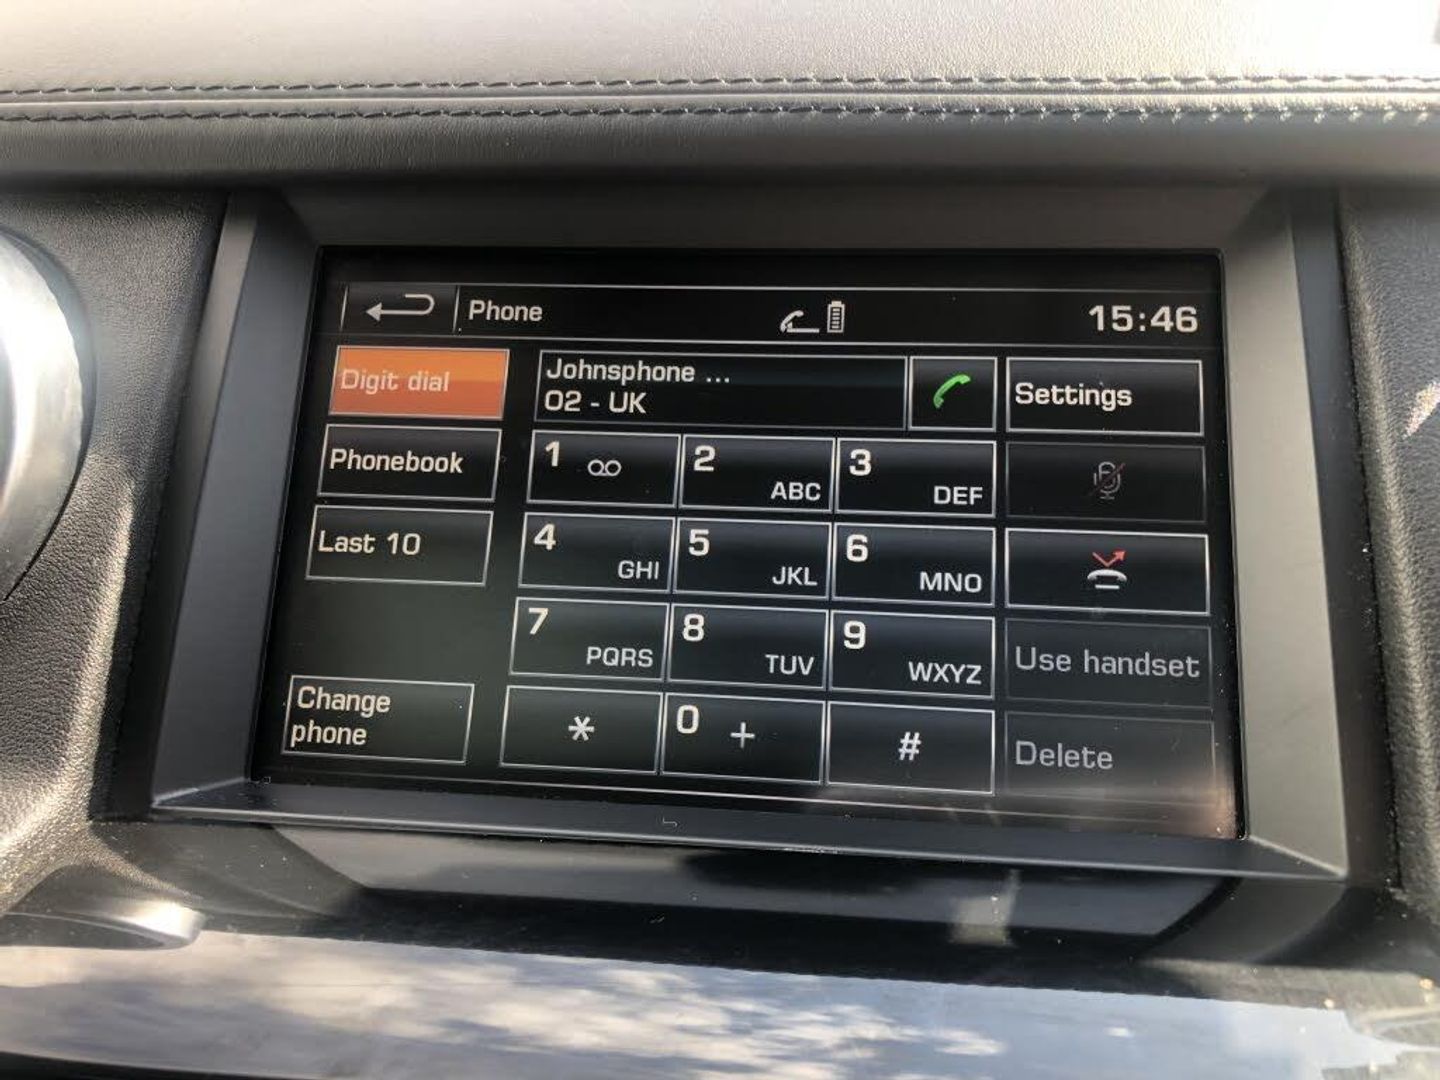 Phone
15:46
Digit dial
Johnsphone ...
O2 - UK
Settings
Phonebook
1
2 ABC
3 DEF
Last 10
4 GHI
5 JKL
6 MNO
7 PQRS
8 TUV
9 WXYZ
Use handset
Change
phone
*
0 +
#
Delete